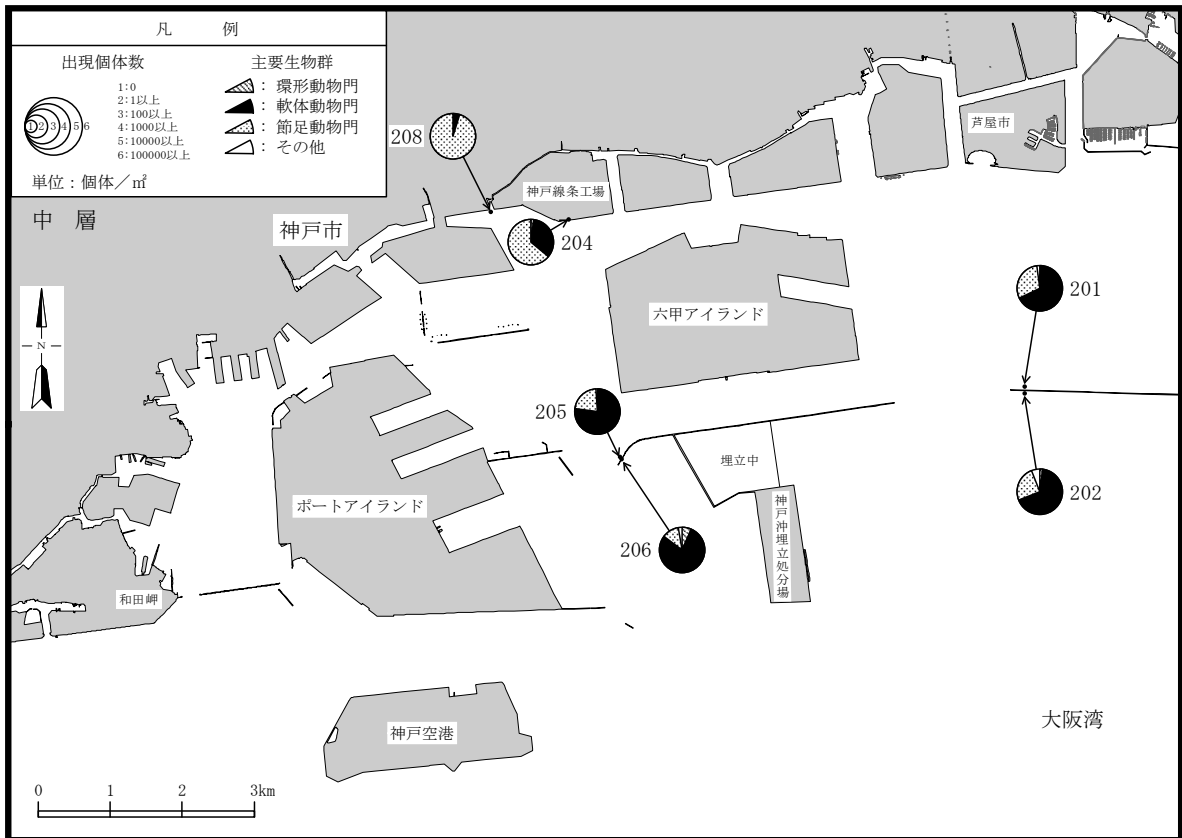 凡　例
出現個体数
1:0
2:1以上
3:100以上
4:1000以上
5:10000以上
6:100000以上
1 2 3 4 5 6
単位：個体／㎡
主要生物群
： 環形動物門
： 軟体動物門
： 節足動物門
： その他
中　層
N
208
神戸線条工場
204
神戸市
芦屋市
六甲アイランド
201
205
埋立中
202
ポートアイランド
神戸沖埋立処分場
206
和田岬
神戸空港
大阪湾
0 1 2 3km